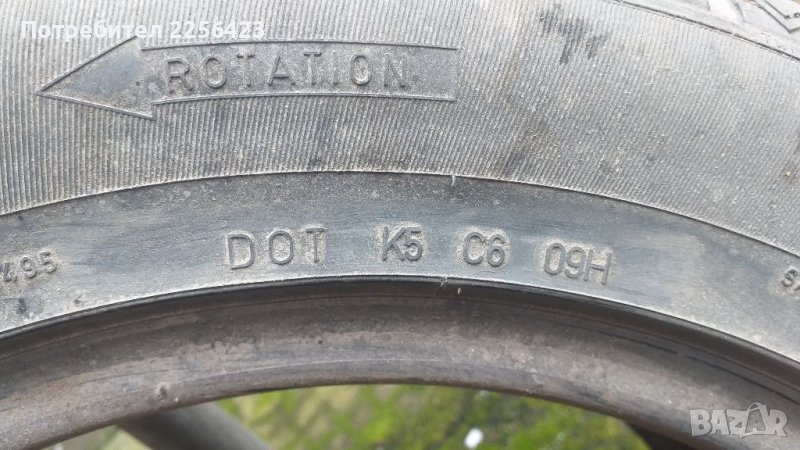 Потребител 2256423
ROTATION
495 DOT K5 C6 09H
BAZAR